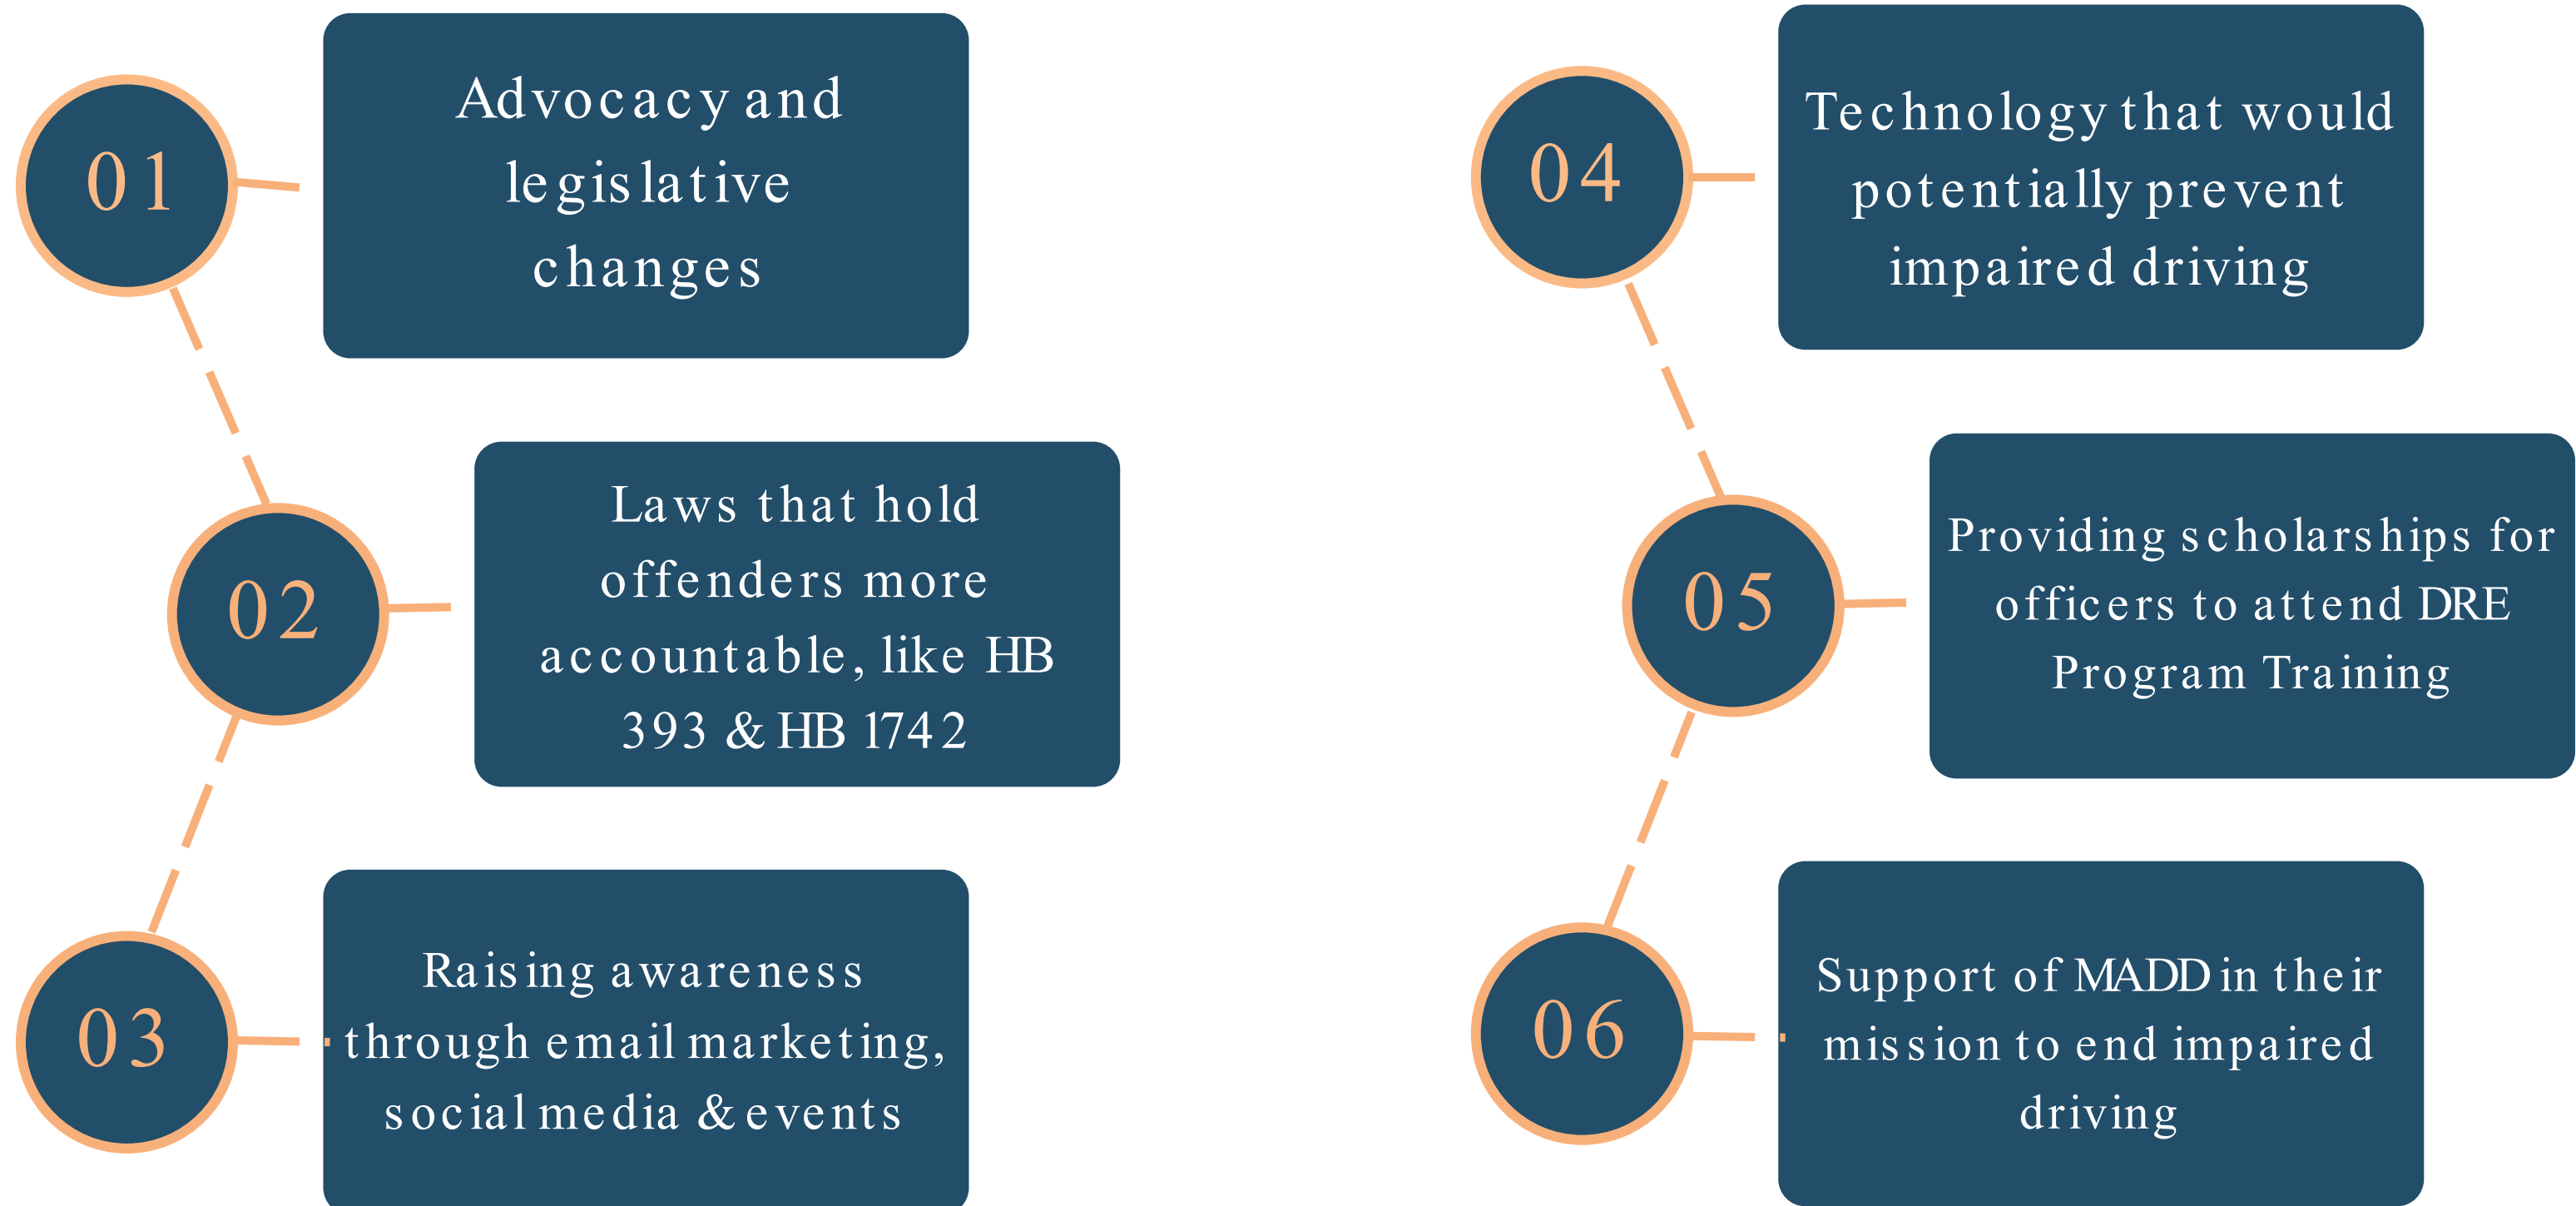 01
Advocacy and
legislative
changes
02
Laws that hold
offenders more
accountable, like HB
393 & HB 1742
03
Raising awareness
through email marketing,
social media & events
04
Technology that would
potentially prevent
impaired driving
05
Providing scholarships for
officers to attend DRE
Program Training
06
Support of MADD in their
mission to end impaired
driving